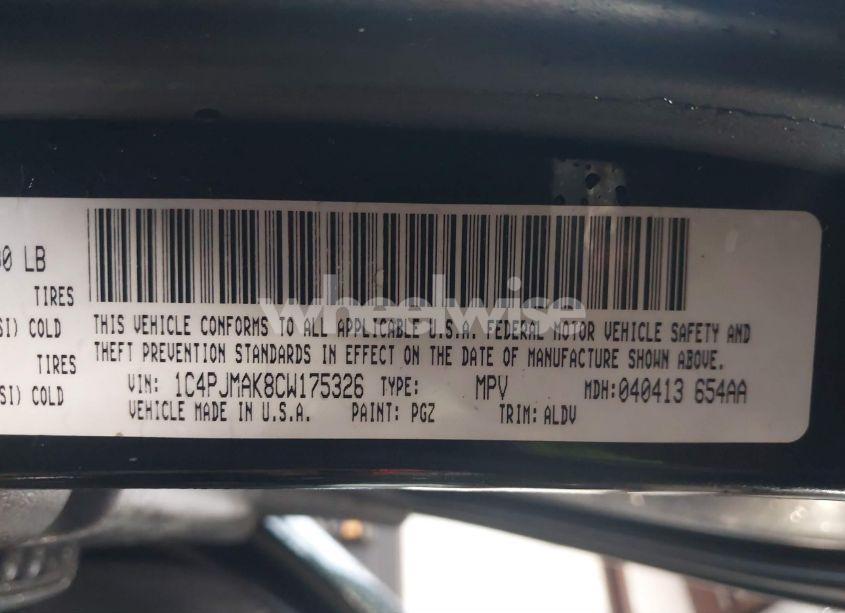 80 LB
TIRES
SI) COLD
TIRES
SI) COLD
wheelwise
THIS VEHICLE CONFORMS TO ALL APPLICABLE U.S.A. FEDERAL MOTOR VEHICLE SAFETY AND
THEFT PREVENTION STANDARDS IN EFFECT ON THE DATE OF MANUFACTURE SHOWN ABOVE.
VIN: 1C4PJMAK8CW175326 TYPE: MPV MDH:040413 654AA
VEHICLE MADE IN U.S.A. PAINT: PGZ TRIM: ALDV